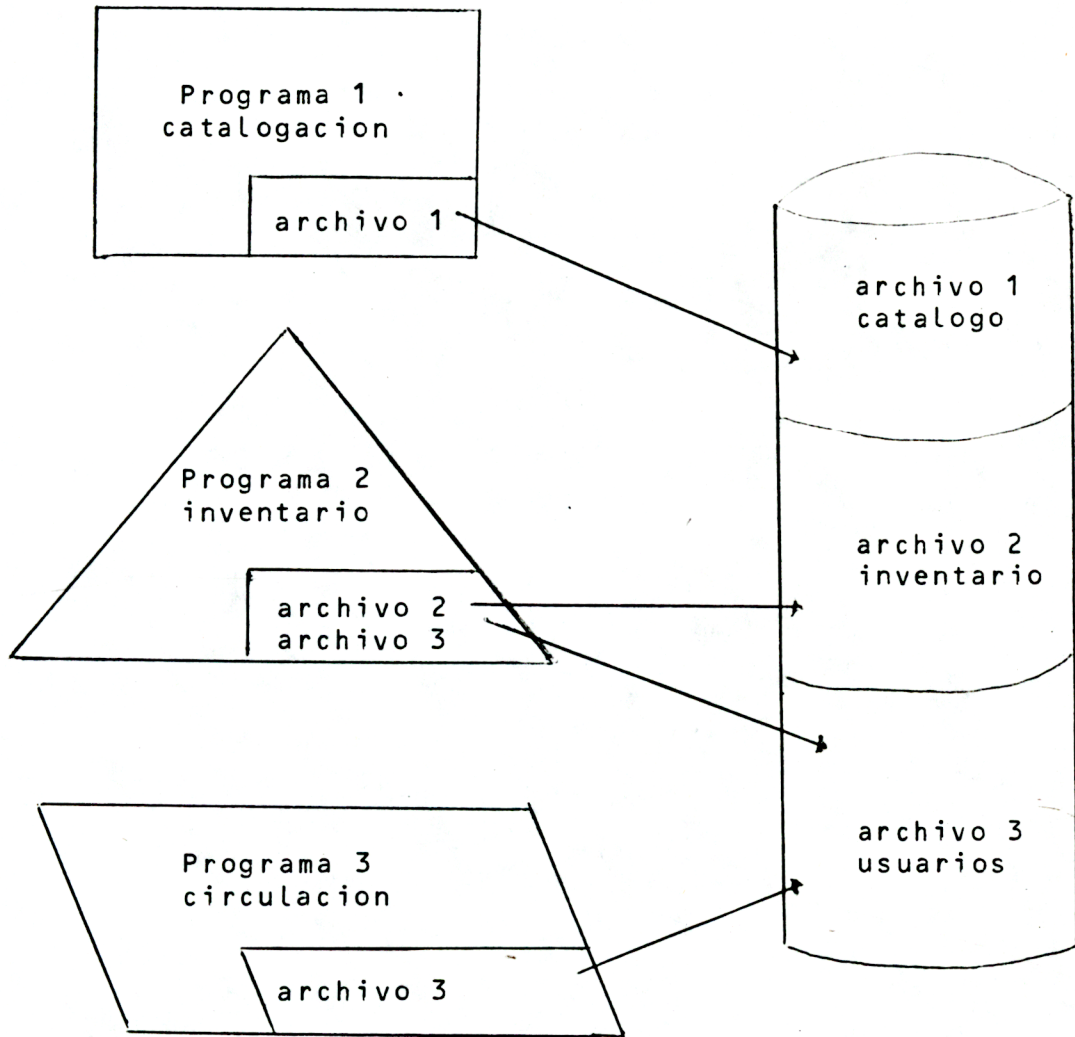 Programa 1
catalogacion
archivo 1
Programa 2
inventario
archivo 2
archivo 3
Programa 3
circulacion
archivo 3
archivo 1
catalogo
archivo 2
inventario
archivo 3
usuarios